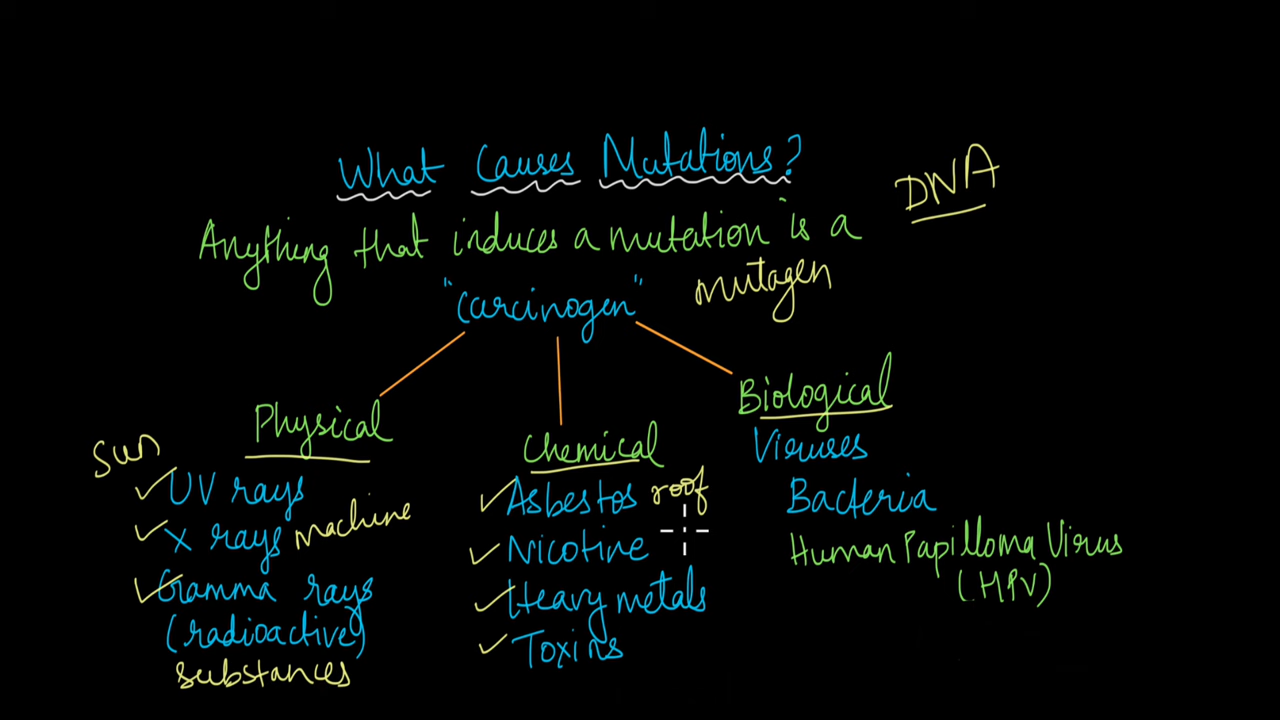 What Causes Mutations?
DNA
Anything that induces a mutation is a
"Carcinogen" mutagen
Physical
Sun
UV rays
X rays machine
Gamma rays
(radioactive)
substances
Chemical
Asbestos roof
Nicotine
Heavy metals
Toxins
Biological
Viruses
Bacteria
Human Papilloma Virus
(HPV)